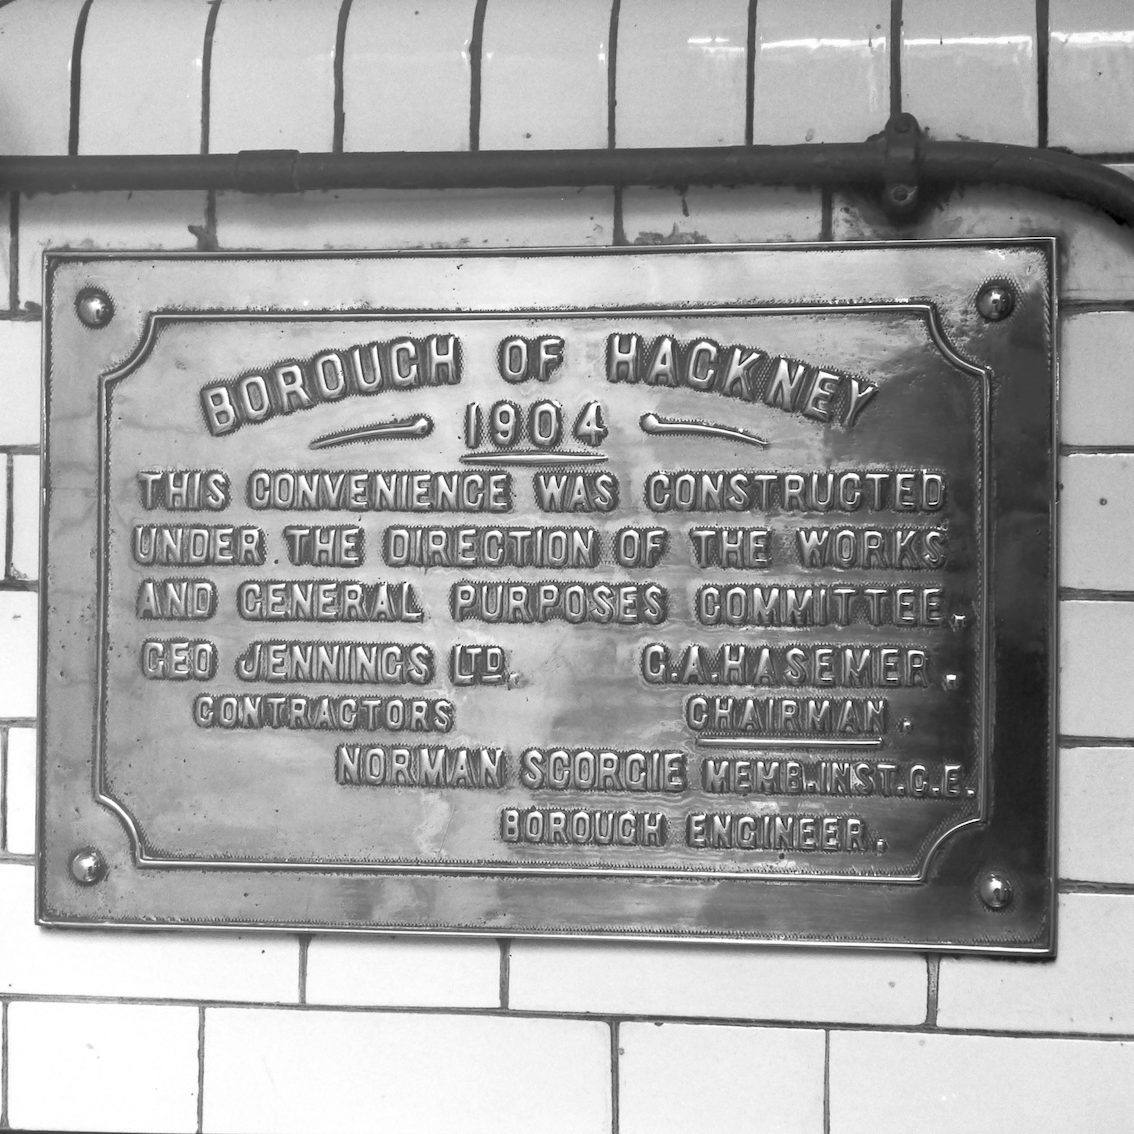 BOROUGH OF HACKNEY
1904
THIS CONVENIENCE WAS CONSTRUCTED
UNDER THE DIRECTION OF THE WORKS
AND GENERAL PURPOSES COMMITTEE.
GEO JENNINGS LTD. G.A.HASEMER.
CONTRACTORS CHAIRMAN.
NORMAN SCORGIE MEMB.INST.C.E.
BOROUGH ENGINEER.